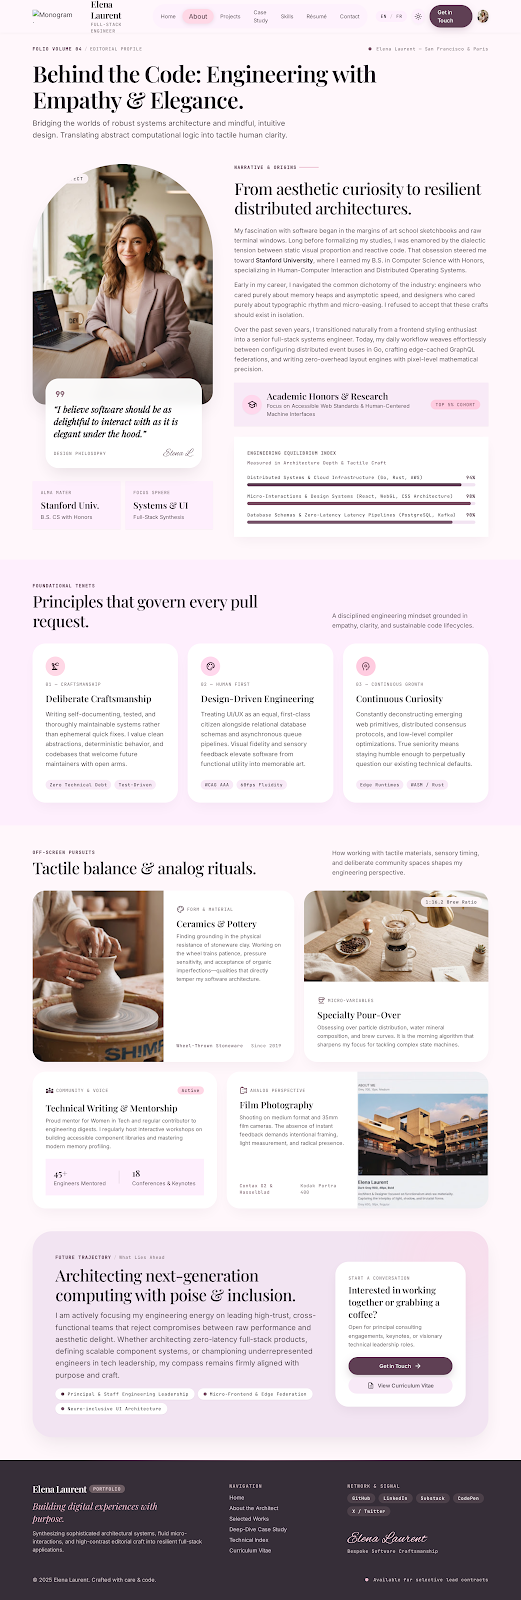 Monogram
Elena Laurent
FULL-STACK ENGINEER
Home
About
Projects
Case Study
Skills
Résumé
Contact
EN / FR
Get in Touch
FOLIO VOLUME 04 / EDITORIAL PROFILE
Elena Laurent — San Francisco & Paris
Behind the Code: Engineering with
Empathy & Elegance.
Bridging the worlds of robust systems architecture and mindful, intuitive
design. Translating abstract computational logic into tactile human clarity.
NARRATIVE & ORIGINS
From aesthetic curiosity to resilient
distributed architectures.
My fascination with software began in the margins of art school sketchbooks and raw
terminal windows. Long before formalizing my studies, I was enamored by the dialectic
tension between static visual proportion and reactive code. That obsession steered me
toward Stanford University, where I earned my B.S. in Computer Science with Honors,
specializing in Human-Computer Interaction and Distributed Operating Systems.
Early in my career, I navigated the common dichotomy of the industry: engineers who
cared purely about memory heaps and asymptotic speed, and designers who cared
purely about typographic rhythm and micro-easing. I refused to accept that these crafts
should exist in isolation.
Over the past seven years, I transitioned naturally from a frontend styling enthusiast
into a senior full-stack systems engineer. Today, my daily workflow weaves effortlessly
between configuring distributed event buses in Go, crafting edge-cached GraphQL
federations, and writing zero-overhead layout engines with pixel-level mathematical
precision.
"I believe software should be as
delightful to interact with as it is
elegant under the hood."
DESIGN PHILOSOPHY
Elena L
ALMA MATER
Stanford Univ.
B.S. CS with Honors
FOCUS SPHERE
Systems & UI
Full-Stack Synthesis
Academic Honors & Research
Focus on Accessible Web Standards & Human-Centered
Machine Interfaces
TOP 5% COHORT
ENGINEERING EQUILIBRIUM INDEX
Measured in Architecture Depth & Tactile Craft
Distributed Systems & Cloud Infrastructure (Go, Rust, AWS) 94%
Micro-Interactions & Design Systems (React, WebGL, CSS Architecture) 98%
Database Schemas & Zero-Latency Latency Pipelines (PostgreSQL, Kafka) 90%
FOUNDATIONAL TENETS
Principles that govern every pull
request.
A disciplined engineering mindset grounded in
empathy, clarity, and sustainable code lifecycles.
01 — CRAFTSMANSHIP
Deliberate Craftsmanship
Writing self-documenting, tested, and
thoroughly maintainable systems rather
than ephemeral quick fixes. I value clean
abstractions, deterministic behavior, and
codebases that welcome future
maintainers with open arms.
Zero Technical Debt
Test-Driven
02 — HUMAN FIRST
Design-Driven Engineering
Treating UI/UX as an equal, first-class
citizen alongside relational database
schemas and asynchronous queue
pipelines. Visual fidelity and sensory
feedback elevate software from
functional utility into memorable art.
WCAG AAA
60fps Fluidity
03 — CONTINUOUS GROWTH
Continuous Curiosity
Constantly deconstructing emerging
web primitives, distributed consensus
protocols, and low-level compiler
optimizations. True seniority means
staying humble enough to perpetually
question our existing technical defaults.
Edge Runtimes
WASM / Rust
OFF-SCREEN PURSUITS
Tactile balance & analog rituals.
How working with tactile materials, sensory timing,
and deliberate community spaces shapes my
engineering perspective.
FORM & MATERIAL
Ceramics & Pottery
Finding grounding in the physical
resistance of stoneware clay. Working on
the wheel trains patience, pressure
sensitivity, and acceptance of organic
imperfections—qualities that directly
temper my software architecture.
Wheel-Thrown Stoneware
Since 2019
SHIMP
1:16.2 Brew Ratio
MICRO-VARIABLES
Specialty Pour-Over
Obsessing over particle distribution, water mineral
composition, and brew curves. It is the morning algorithm that
sharpens my focus for tackling complex state machines.
COMMUNITY & VOICE
Active
Technical Writing & Mentorship
Proud mentor for Women in Tech and regular contributor to
engineering digests. I regularly host interactive workshops on
building accessible component libraries and mastering
modern memory profiling.
45+
Engineers Mentored
18
Conferences & Keynotes
ANALOG PERSPECTIVE
Film Photography
Shooting on medium format and 35mm
film cameras. The absence of instant
feedback demands intentional framing,
light measurement, and radical presence.
Contax G2 &
Hasselblad
Kodak Portra
400
ABOUT ME
Elena Laurent
FUTURE TRAJECTORY / What Lies Ahead
Architecting next-generation
computing with poise & inclusion.
I am actively focusing my engineering energy on leading high-trust, cross-
functional teams that reject compromises between raw performance and
aesthetic delight. Whether architecting zero-latency full-stack products,
defining scalable component systems, or championing underrepresented
engineers in tech leadership, my compass remains firmly aligned with
purpose and craft.
Principal & Staff Engineering Leadership
Micro-Frontend & Edge Federation
Neuro-inclusive UI Architecture
START A CONVERSATION
Interested in working
together or grabbing a
coffee?
Open for principal consulting
engagements, keynotes, or visionary
technical leadership roles.
Get in Touch →
View Curriculum Vitae
Elena Laurent PORTFOLIO
Building digital experiences with
purpose.
Synthesizing sophisticated architectural systems, fluid micro-
interactions, and high-contrast editorial craft into resilient full-stack
applications.
NAVIGATION
Home
About the Architect
Selected Works
Deep-Dive Case Study
Technical Index
Curriculum Vitae
NETWORK & SIGNAL
GitHub
LinkedIn
Substack
CodePen
X / Twitter
Elena Laurent
Bespoke Software Craftsmanship
© 2025 Elena Laurent. Crafted with care & code.
Available for selective lead contracts